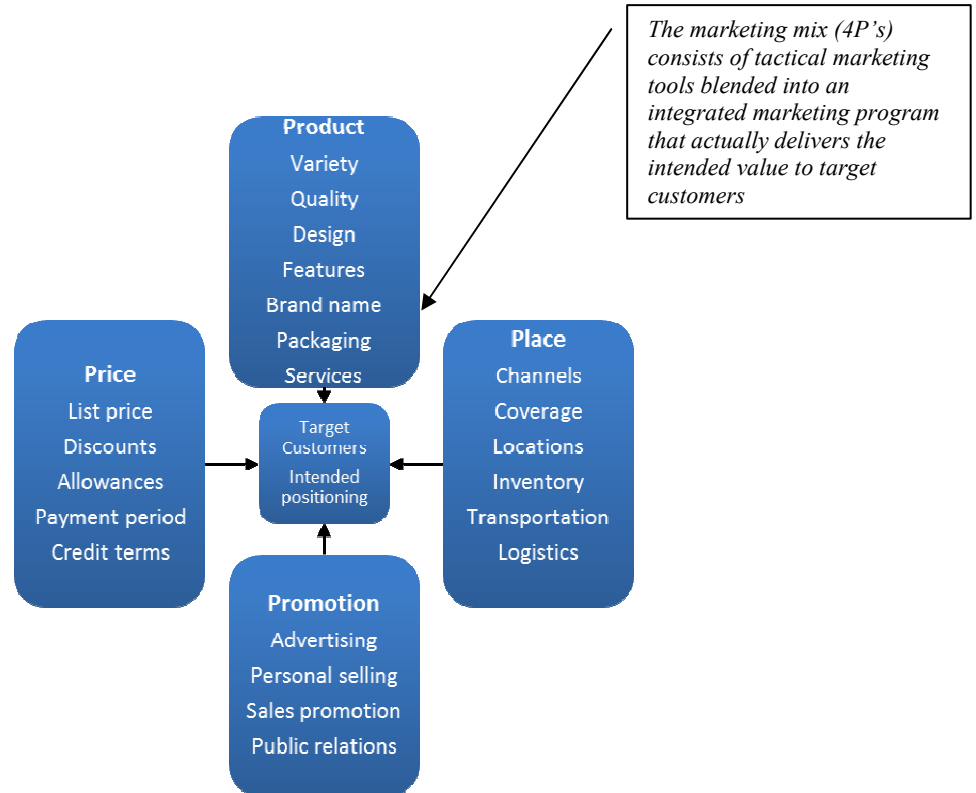 The marketing mix (4P’s)
consists of tactical marketing
tools blended into an
integrated marketing program
that actually delivers the
intended value to target
customers
Product
Variety
Quality
Design
Features
Brand name
Packaging
Services
Price
List price
Discounts
Allowances
Payment period
Credit terms
Target
Customers
Intended
positioning
Place
Channels
Coverage
Locations
Inventory
Transportation
Logistics
Promotion
Advertising
Personal selling
Sales promotion
Public relations